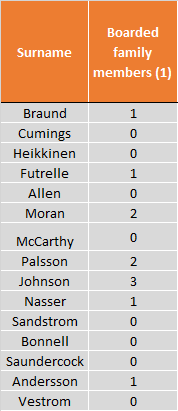 Surname Boarded family members (1)
Braund 1
Cumings 0
Heikkinen 0
Futrelle 1
Allen 0
Moran 2
McCarthy 0
Palsson 2
Johnson 3
Nasser 1
Sandstrom 0
Bonnell 0
Saundercock 0
Andersson 1
Vestrom 0